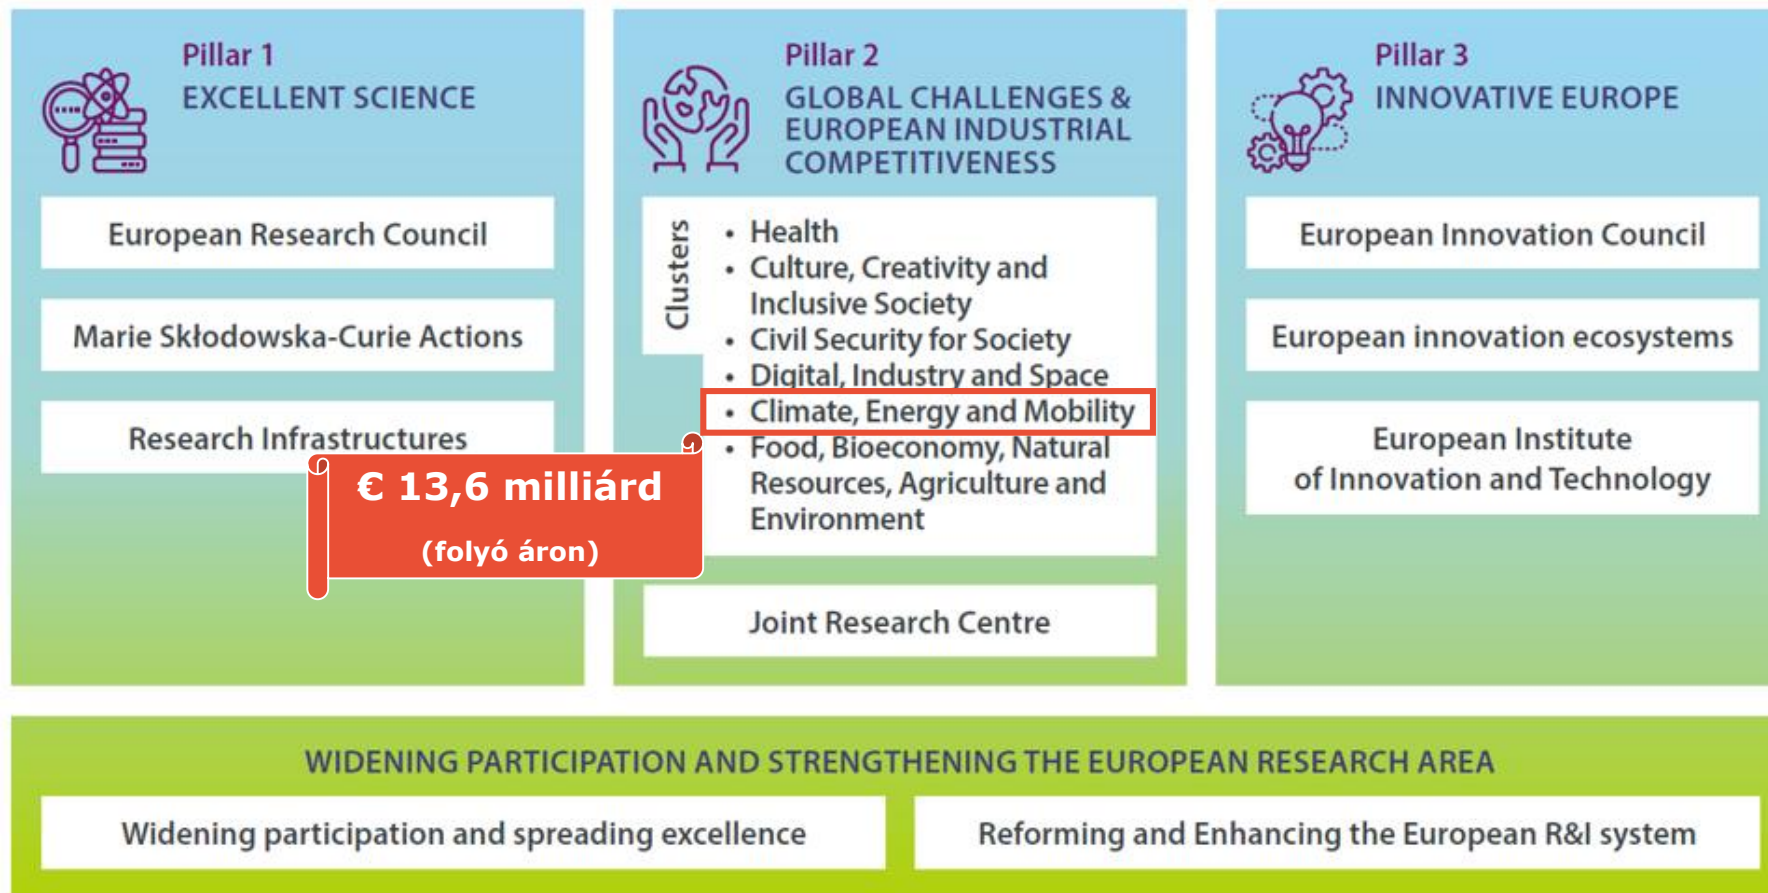 Pillar 1
EXCELLENT SCIENCE
European Research Council
Marie Skłodowska-Curie Actions
Research Infrastructures
Pillar 2
GLOBAL CHALLENGES &
EUROPEAN INDUSTRIAL
COMPETITIVENESS
Clusters
• Health
• Culture, Creativity and
Inclusive Society
• Civil Security for Society
• Digital, Industry and Space
• Climate, Energy and Mobility
• Food, Bioeconomy, Natural
Resources, Agriculture and
Environment
€ 13,6 milliárd
(folyó áron)
Joint Research Centre
Pillar 3
INNOVATIVE EUROPE
European Innovation Council
European innovation ecosystems
European Institute
of Innovation and Technology
WIDENING PARTICIPATION AND STRENGTHENING THE EUROPEAN RESEARCH AREA
Widening participation and spreading excellence
Reforming and Enhancing the European R&I system